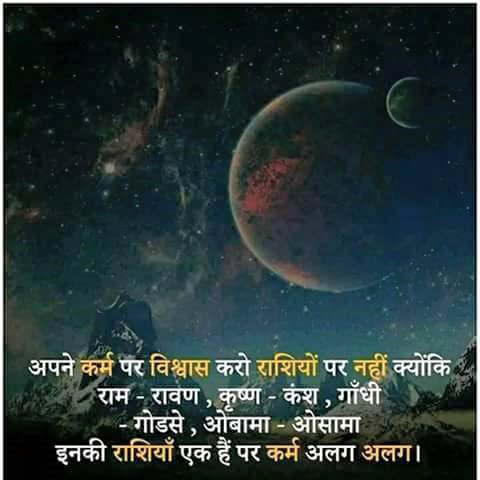 अपने कर्म पर विश्वास करो राशियों पर नहीं क्योंकि
राम - रावण , कृष्ण - कंश , गाँधी
- गोडसे , ओबामा - ओसामा
इनकी राशियाँ एक हैं पर कर्म अलग अलग।